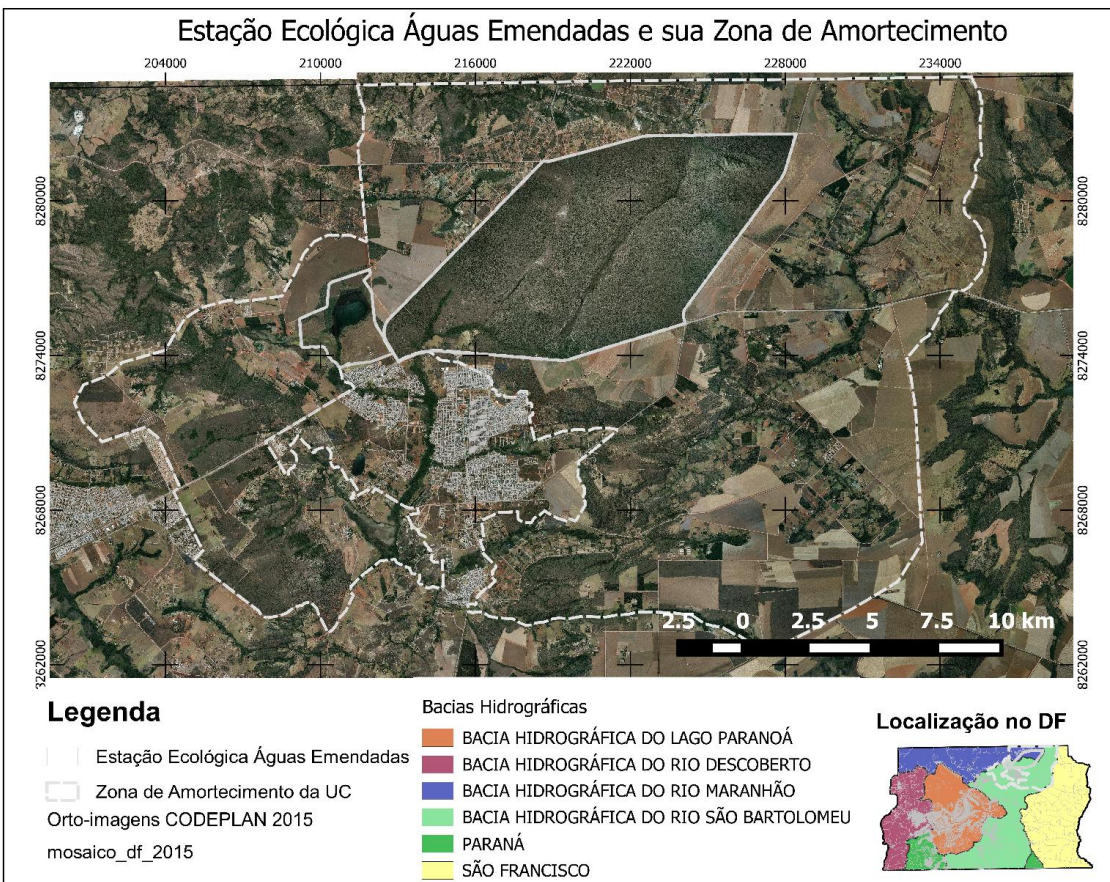 Estação Ecológica Águas Emendadas e sua Zona de Amortecimento
204000 210000 216000 222000 228000 234000
8280000 8280000
8274000 8274000
8268000 8268000
8262000 8262000
2.5 0 2.5 5 7.5 10 km
Legenda
Estação Ecológica Águas Emendadas
Zona de Amortecimento da UC
Orto-imagens CODEPLAN 2015
mosaico_df_2015
Bacias Hidrográficas
BACIA HIDROGRÁFICA DO LAGO PARANOÁ
BACIA HIDROGRÁFICA DO RIO DESCOBERTO
BACIA HIDROGRÁFICA DO RIO MARANHÃO
BACIA HIDROGRÁFICA DO RIO SÃO BARTOLOMEU
PARANÁ
SÃO FRANCISCO
Localização no DF